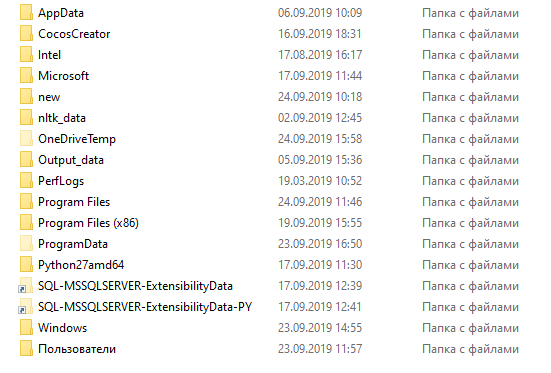 AppData 06.09.2019 10:09 Папка с файлами
CocosCreator 16.09.2019 18:31 Папка с файлами
Intel 17.08.2019 16:17 Папка с файлами
Microsoft 17.09.2019 11:44 Папка с файлами
new 24.09.2019 10:18 Папка с файлами
nltk_data 02.09.2019 12:45 Папка с файлами
OneDriveTemp 24.09.2019 15:58 Папка с файлами
Output_data 05.09.2019 15:36 Папка с файлами
PerfLogs 19.03.2019 10:52 Папка с файлами
Program Files 24.09.2019 11:46 Папка с файлами
Program Files (x86) 19.09.2019 15:55 Папка с файлами
ProgramData 23.09.2019 16:50 Папка с файлами
Python27amd64 17.09.2019 11:30 Папка с файлами
SQL-MSSQLSERVER-ExtensibilityData 17.09.2019 12:39 Папка с файлами
SQL-MSSQLSERVER-ExtensibilityData-PY 17.09.2019 12:41 Папка с файлами
Windows 23.09.2019 14:55 Папка с файлами
Пользователи 23.09.2019 11:57 Папка с файлами